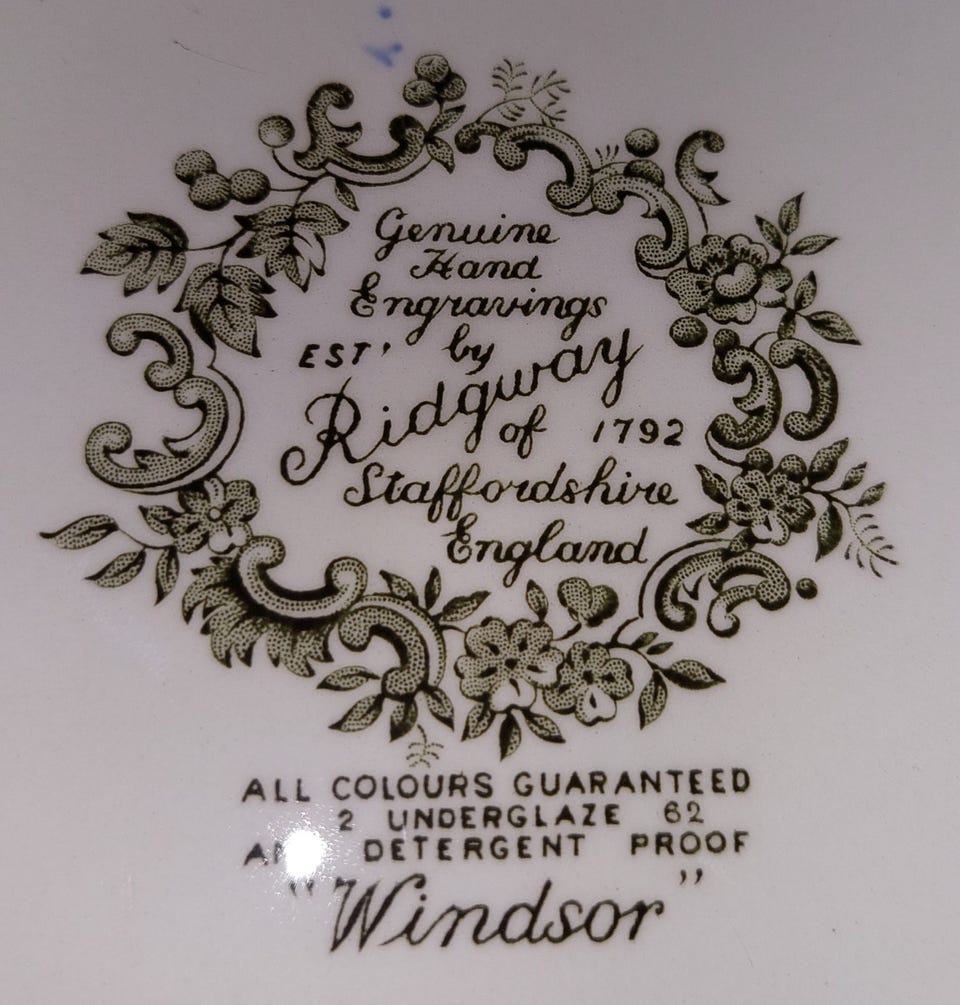 Genuine
Hand
Engravings
EST' by
Ridgway
of 1792
Staffordshire
England
ALL COLOURS GUARANTEED
2 UNDERGLAZE 62
DETERGENT PROOF
"Windsor"